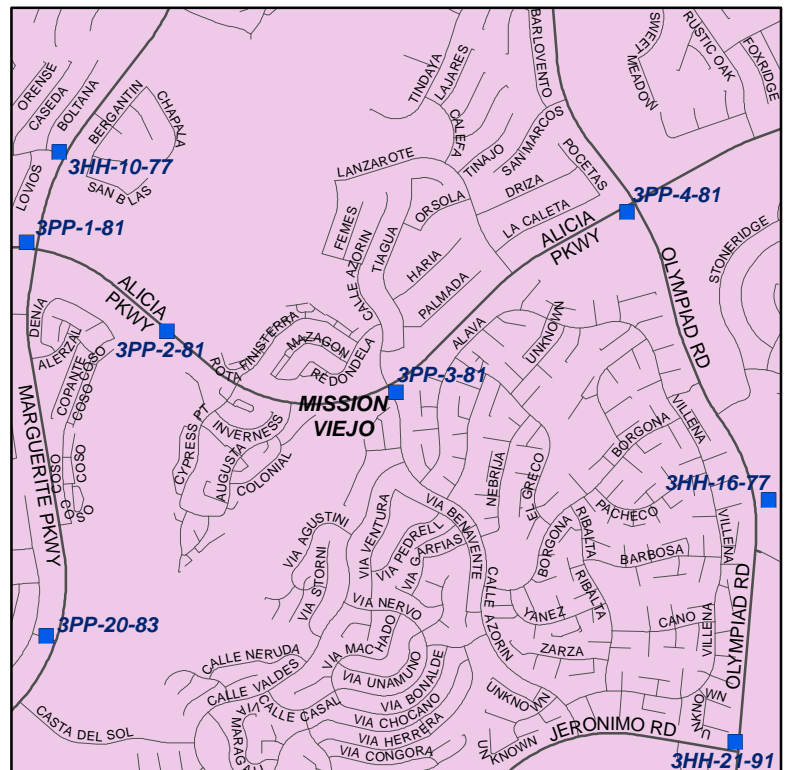 ORENSE
CASEDA
BOLTANA
BERGANTIN
CHAPALA
TINDAYA
LAJARES
BARLOVENTO
SWEET
MEADOW
RUSTIC OAK
FOXRIDGE
3HH-10-77
SAN BLAS
LOVIOS
LANZAROTE
CALEFA
TINAJO
SAN MARCOS
POCETAS
DRIZA
3PP-4-81
LA CALETA
ORSOLA
FEMES
CALLE AZORIN
TIAGUA
HARIA
PALMADA
ALICIA
PKWY
OLYMPIAD RD
STONERIDGE
3PP-1-81
ALICIA
PKWY
DENIA
ALERZAL
3PP-2-81
ROTA
FINISTERRA
MAZAGON
REDONDELA
ALAVA
UNKNOWN
COPANTE
COSO
COSO
3PP-3-81
MISSION
VIEJO
CYPRESS PT
INVERNESS
AUGUSTA
COLONIAL
MARGUERITE PKWY
COSO
COSO
COSO
NEBRIJA
EL GRECO
BORGONA
VILLENA
3HH-16-77
PACHECO
VIA AGUSTINI
VIA SITORNI
VIA VENTURA
VIA PEDRELL
VIA GARFIAS
VIA BENAVENTE
CALLE AZORIN
BORGONA
RIBALTA
RIBALTA
BARBOSA
VILLENA
VIA NERVO
YANEZ
CANO
VILLENA
OLYMPIAD RD
3PP-20-83
CALLE NERUDA
CALLE VALDES
VIA MACHADO
VIA UNAMUNO
VIA BONALDE
ZARZA
CASTA DEL SOL
CALLE CASAL
VIA CHOCANO
VIA HERRERA
VIA CONGORA
UNKNOWN
UNKNOWN
UNKNOWN
JERONIMO RD
3HH-21-91